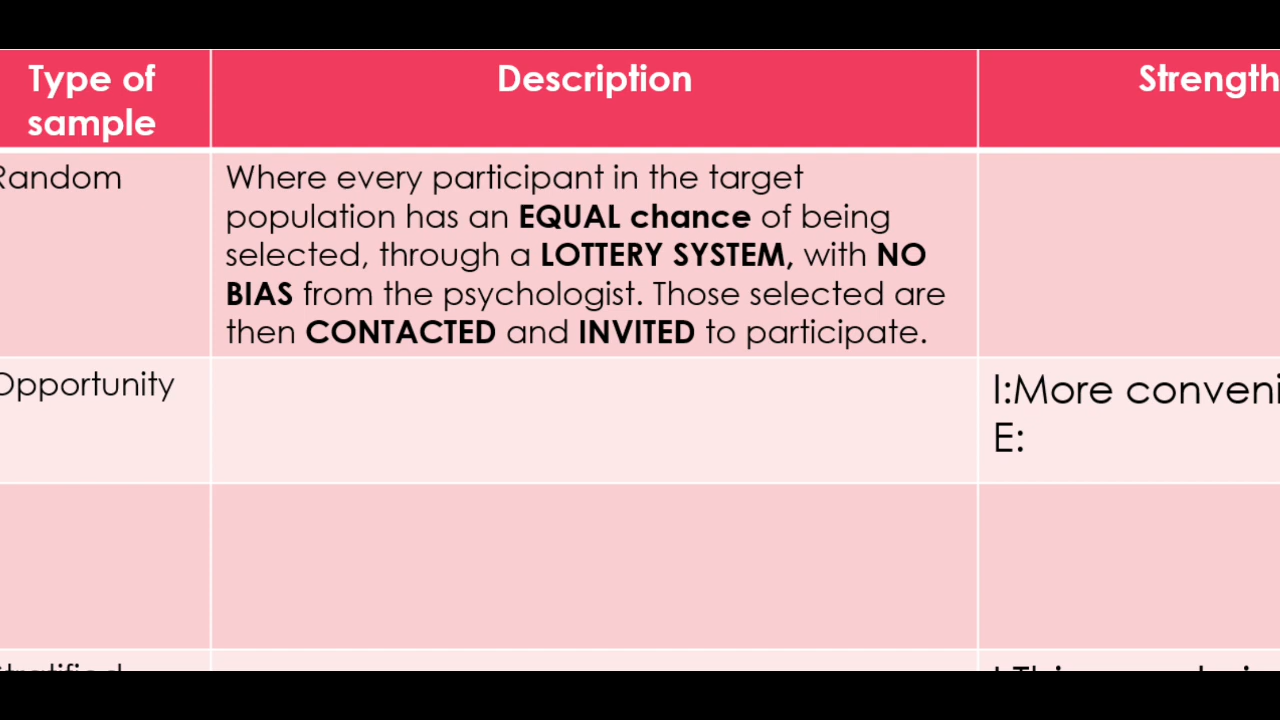 Type of
sample
Description
Strength
Random
Where every participant in the target
population has an EQUAL chance of being
selected, through a LOTTERY SYSTEM, with NO
BIAS from the psychologist. Those selected are
then CONTACTED and INVITED to participate.
Opportunity
I:More conveni
E:
Stratified